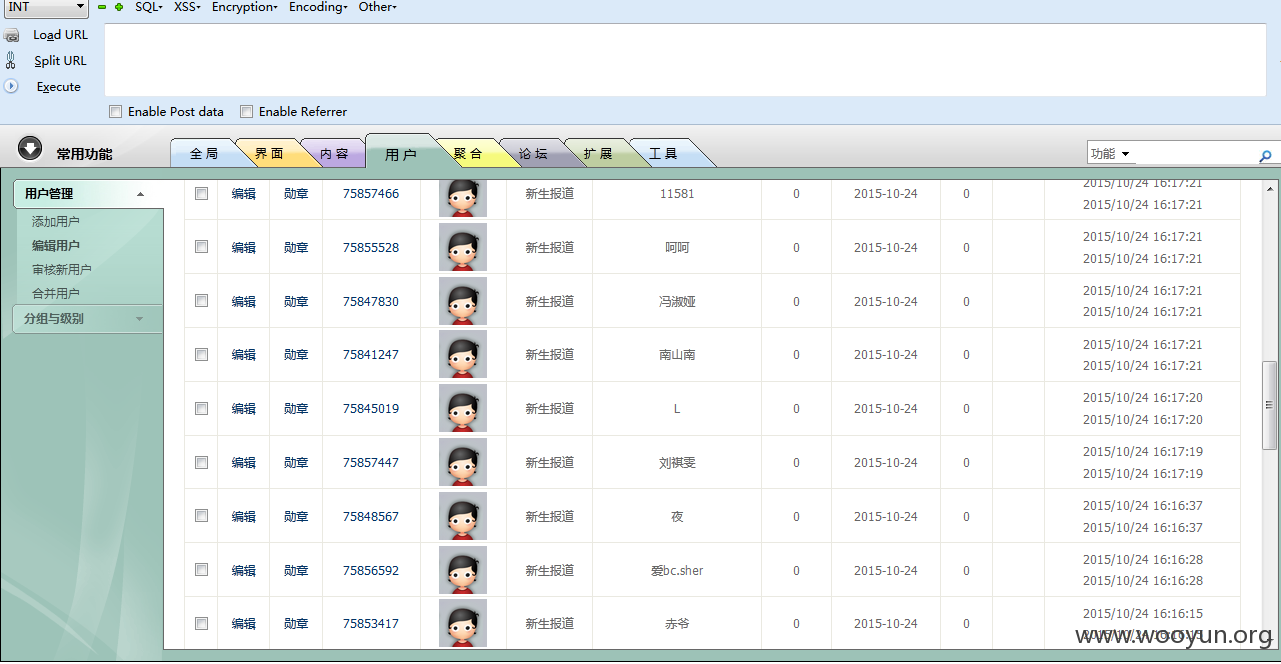 INT SQL- XSS- Encryption- Encoding- Other-
Load URL
Split URL
Execute
Enable Post data Enable Referrer
常用功能 全局 界面 内容 用户 聚合 论坛 扩展 工具 功能
用户管理
添加用户
编辑用户
审核新用户
合并用户
分组与级别
编辑 勋章 75857466 新生报道 11581 0 2015-10-24 0 2015/10/24 16:17:21
2015/10/24 16:17:21
编辑 勋章 75855528 新生报道 呵呵 0 2015-10-24 0 2015/10/24 16:17:21
2015/10/24 16:17:21
编辑 勋章 75847830 新生报道 冯淑娅 0 2015-10-24 0 2015/10/24 16:17:21
2015/10/24 16:17:21
编辑 勋章 75841247 新生报道 南山南 0 2015-10-24 0 2015/10/24 16:17:21
2015/10/24 16:17:21
编辑 勋章 75845019 新生报道 L 0 2015-10-24 0 2015/10/24 16:17:20
2015/10/24 16:17:20
编辑 勋章 75857447 新生报道 刘祺雯 0 2015-10-24 0 2015/10/24 16:17:19
2015/10/24 16:17:19
编辑 勋章 75848567 新生报道 夜 0 2015-10-24 0 2015/10/24 16:16:37
2015/10/24 16:16:37
编辑 勋章 75856592 新生报道 爱bc.sher 0 2015-10-24 0 2015/10/24 16:16:28
2015/10/24 16:16:28
编辑 勋章 75853417 新生报道 赤爷 0 2015-10-24 0 2015/10/24 16:16:15
2015/10/24 16:16:15
www.wooyun.org